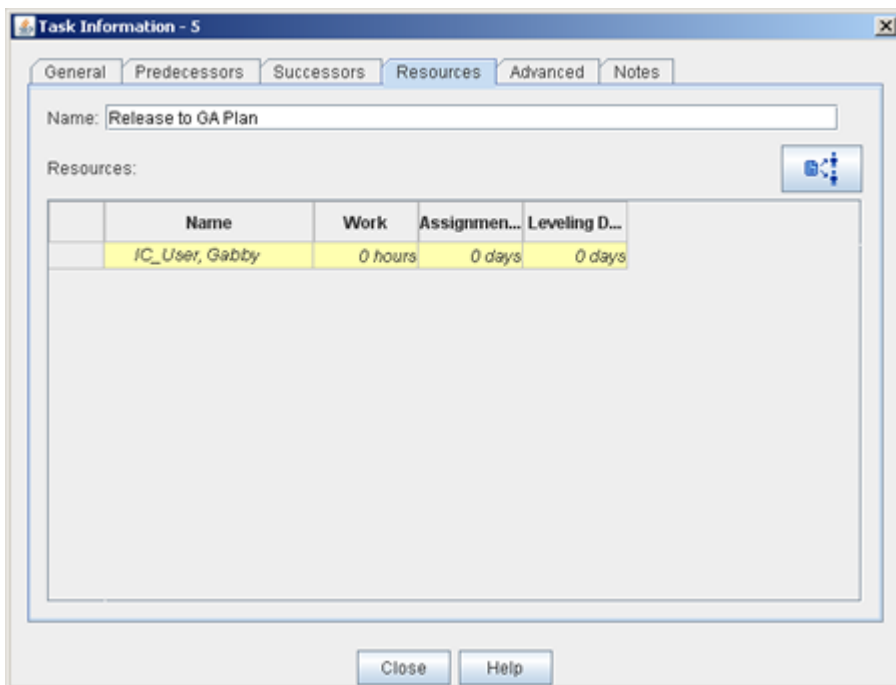 Task Information - 5
General Predecessors Successors Resources Advanced Notes
Name: Release to GA Plan
Resources:
Name Work Assignmen... Leveling D...
IC_User, Gabby 0 hours 0 days 0 days
Close Help